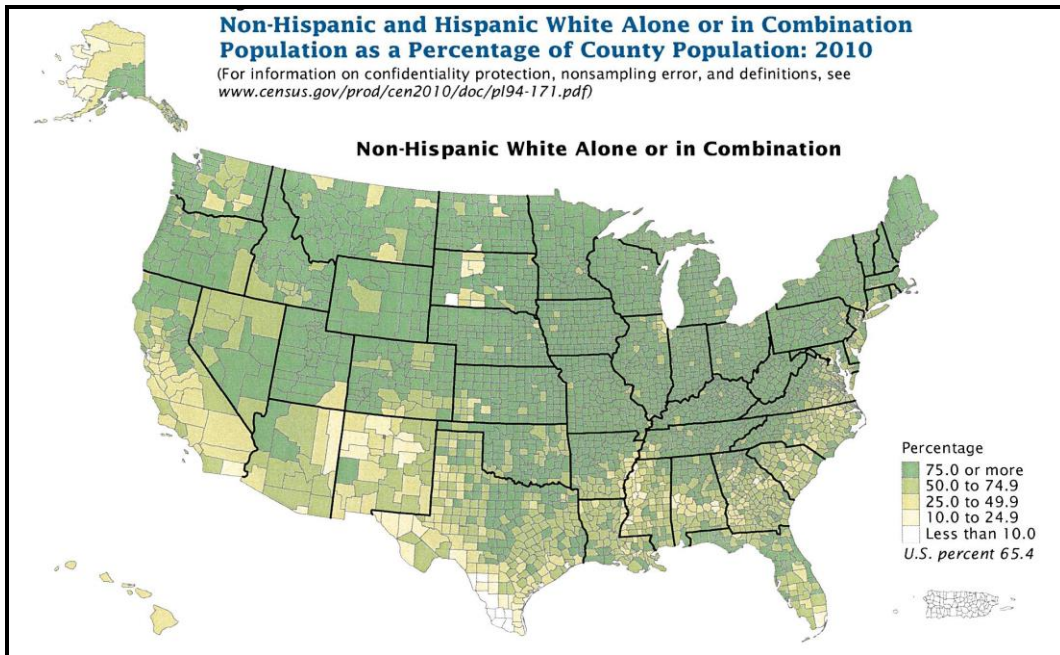 Non-Hispanic and Hispanic White Alone or in Combination
Population as a Percentage of County Population: 2010
(For information on confidentiality protection, nonsampling error, and definitions, see
www.census.gov/prod/cen2010/doc/pl94-171.pdf)
Non-Hispanic White Alone or in Combination
Percentage
75.0 or more
50.0 to 74.9
25.0 to 49.9
10.0 to 24.9
Less than 10.0
U.S. percent 65.4